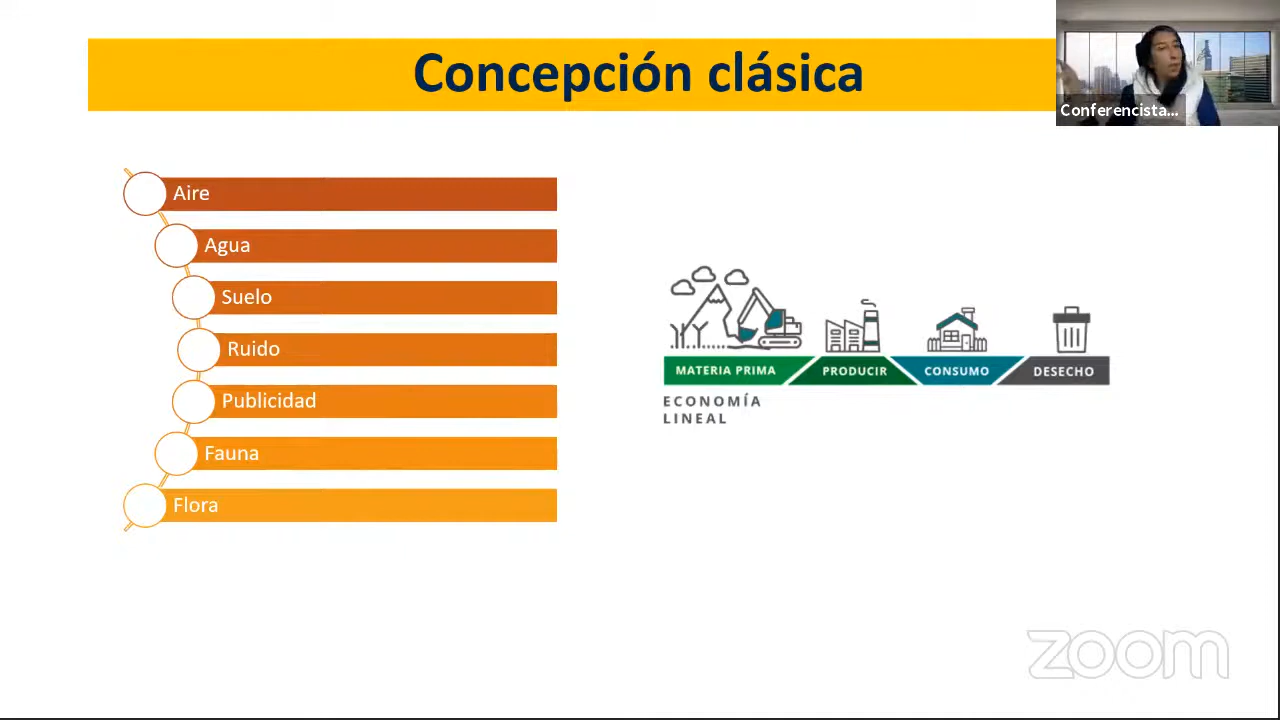 Concepción clásica
Conferencista...
Aire
Agua
Suelo
Ruido
Publicidad
Fauna
Flora
MATERIA PRIMA
PRODUCIR
CONSUMO
DESECHO
ECONOMÍA
LINEAL
zoom